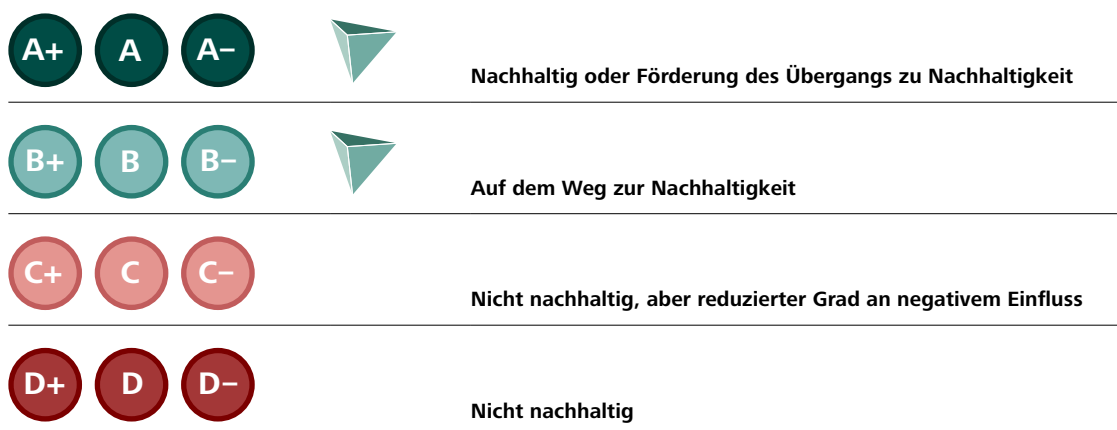 A+ A A−
Nachhaltig oder Förderung des Übergangs zu Nachhaltigkeit
B+ B B−
Auf dem Weg zur Nachhaltigkeit
C+ C C−
Nicht nachhaltig, aber reduzierter Grad an negativem Einfluss
D+ D D−
Nicht nachhaltig